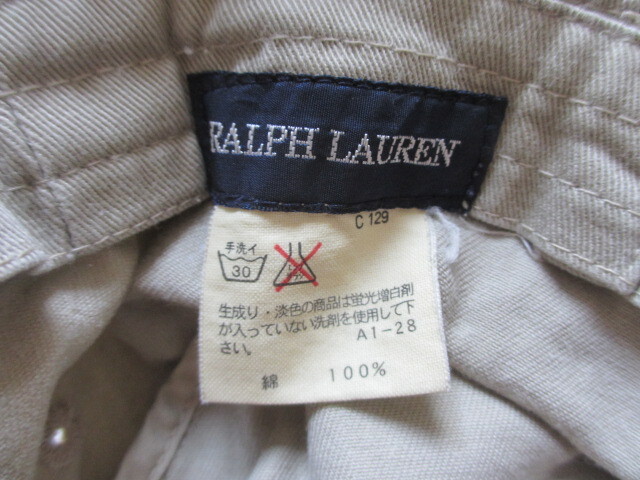 RALPH LAUREN
C 129
手洗イ
30
生成り・淡色の商品は蛍光増白剤
が入っていない洗剤を使用して下
さい。
A1-28
綿 100%